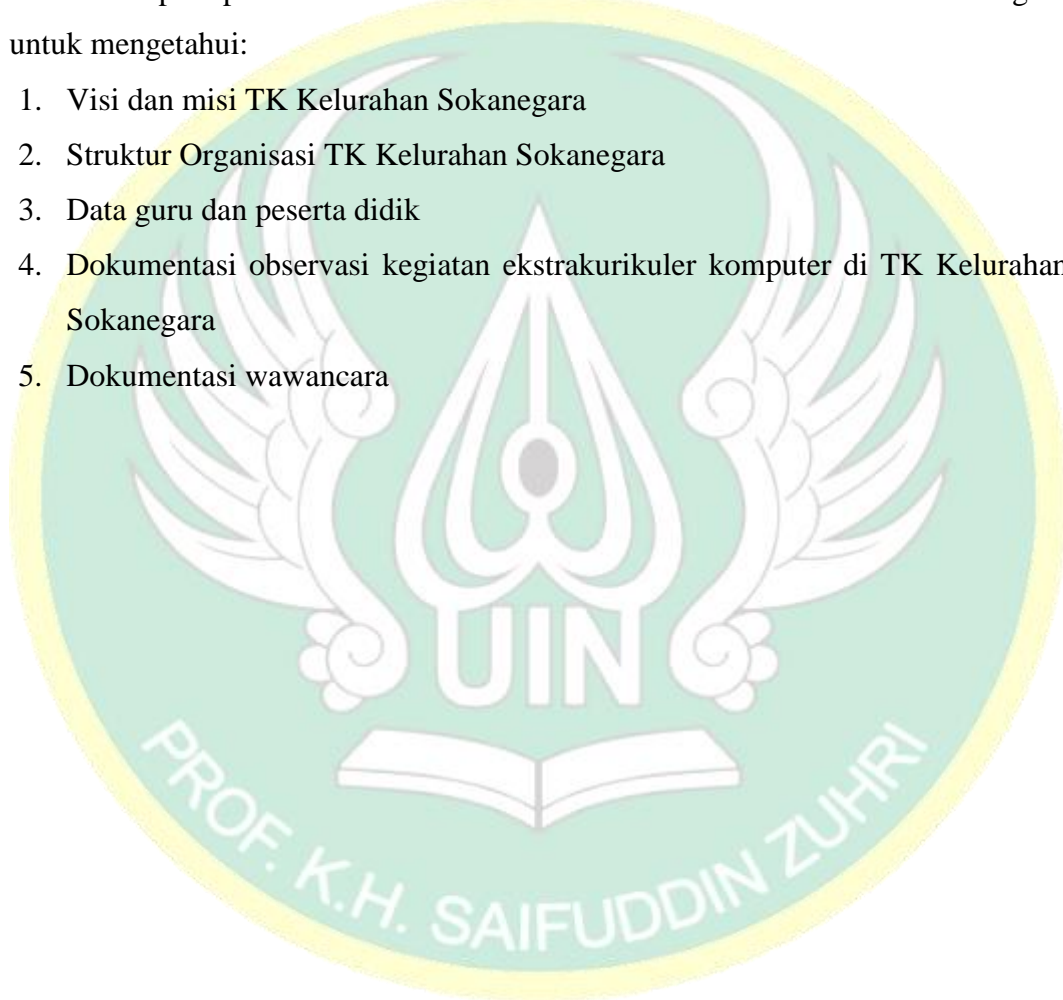 untuk mengetahui:
1. Visi dan misi TK Kelurahan Sokanegara
2. Struktur Organisasi TK Kelurahan Sokanegara
3. Data guru dan peserta didik
4. Dokumentasi observasi kegiatan ekstrakurikuler komputer di TK Kelurahan
Sokanegara
5. Dokumentasi wawancara
UIN
PROF. K.H. SAIFUDDIN ZUHRI